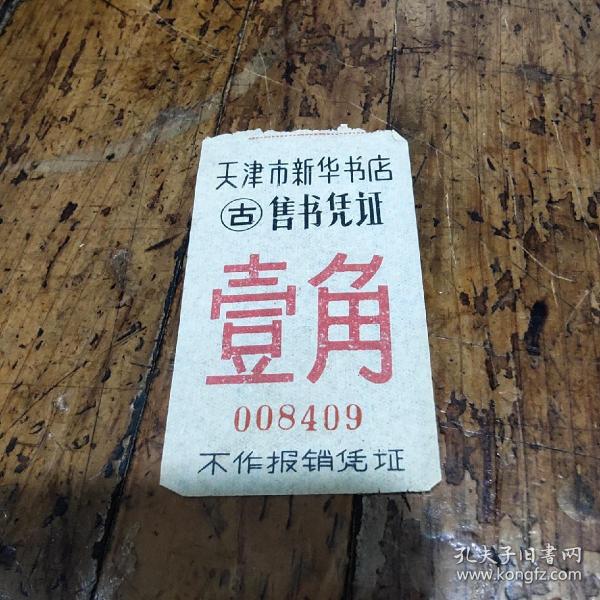 天津市新华书店
古 售书凭证
壹角
008409
不作报销凭证
孔夫子旧书网
www.kongfz.com